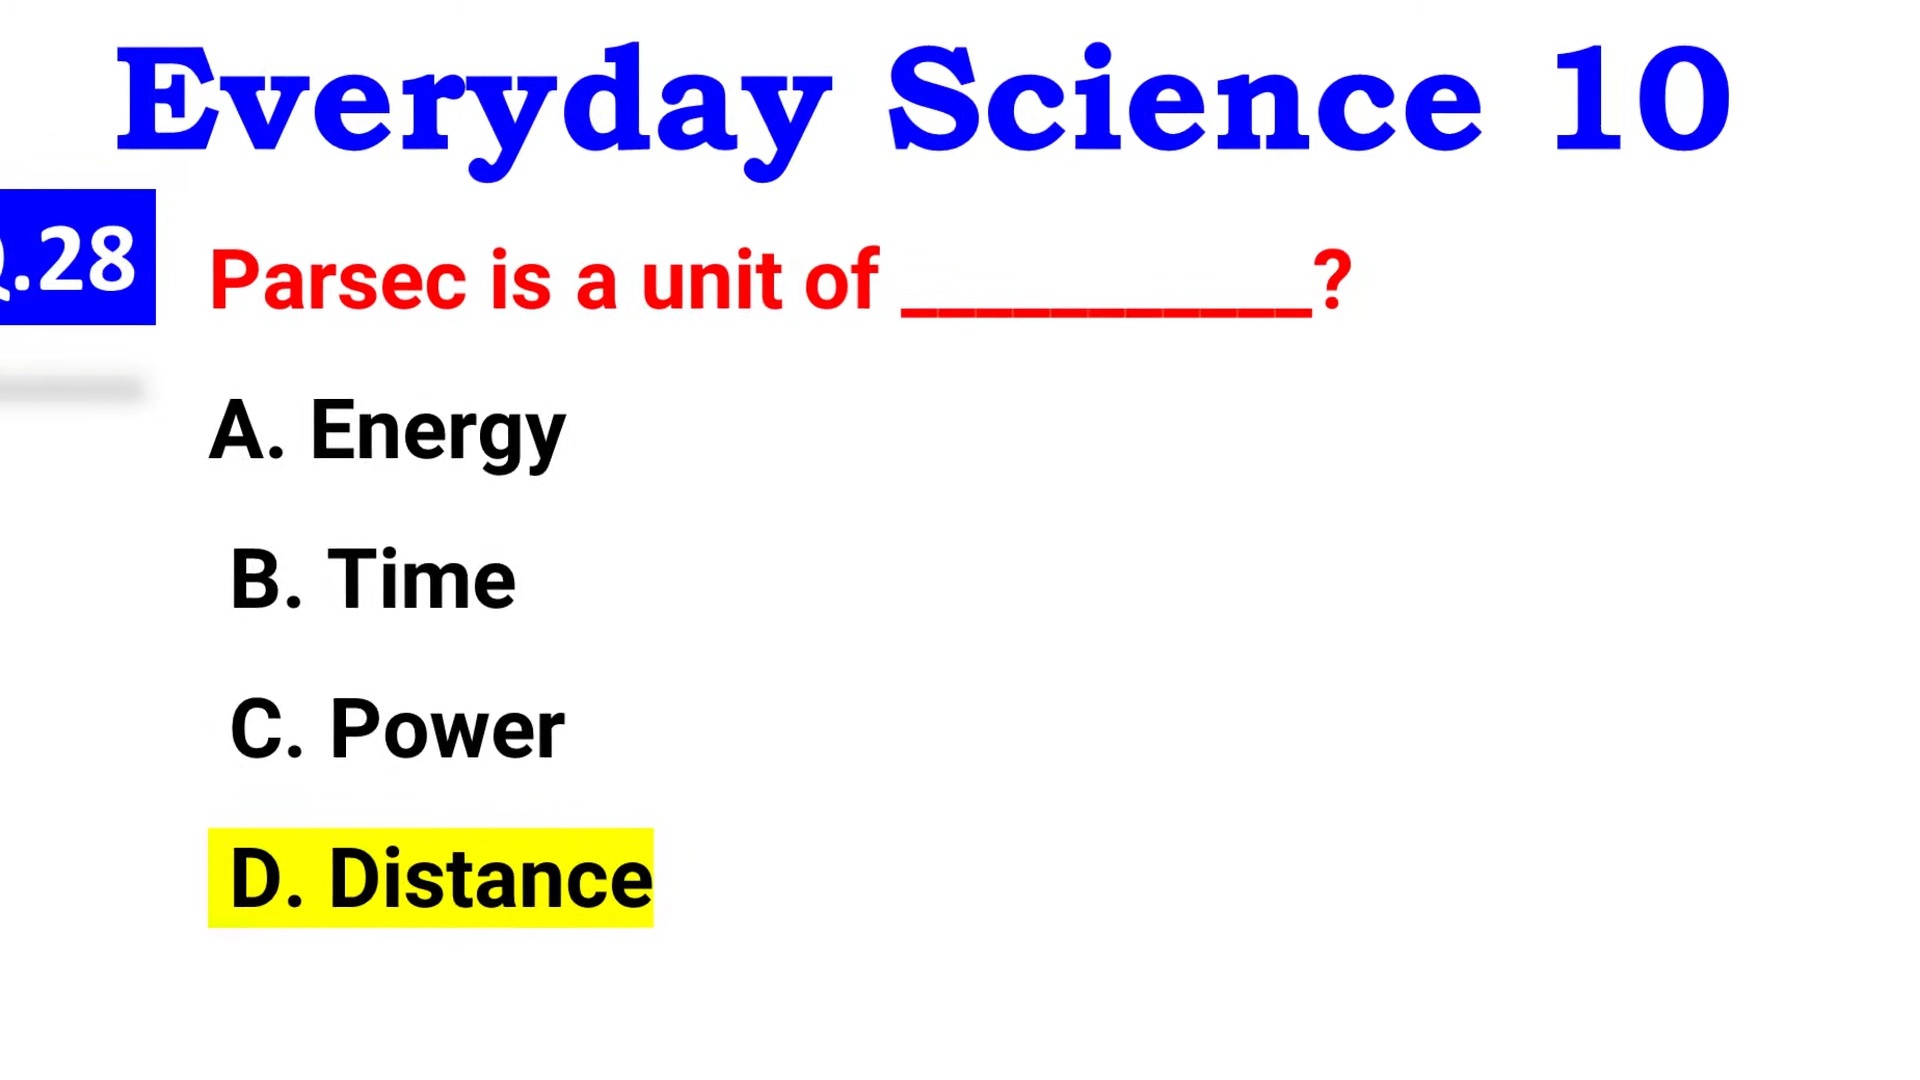 Everyday Science 10
Q.28
Parsec is a unit of ___________?
A. Energy
B. Time
C. Power
D. Distance